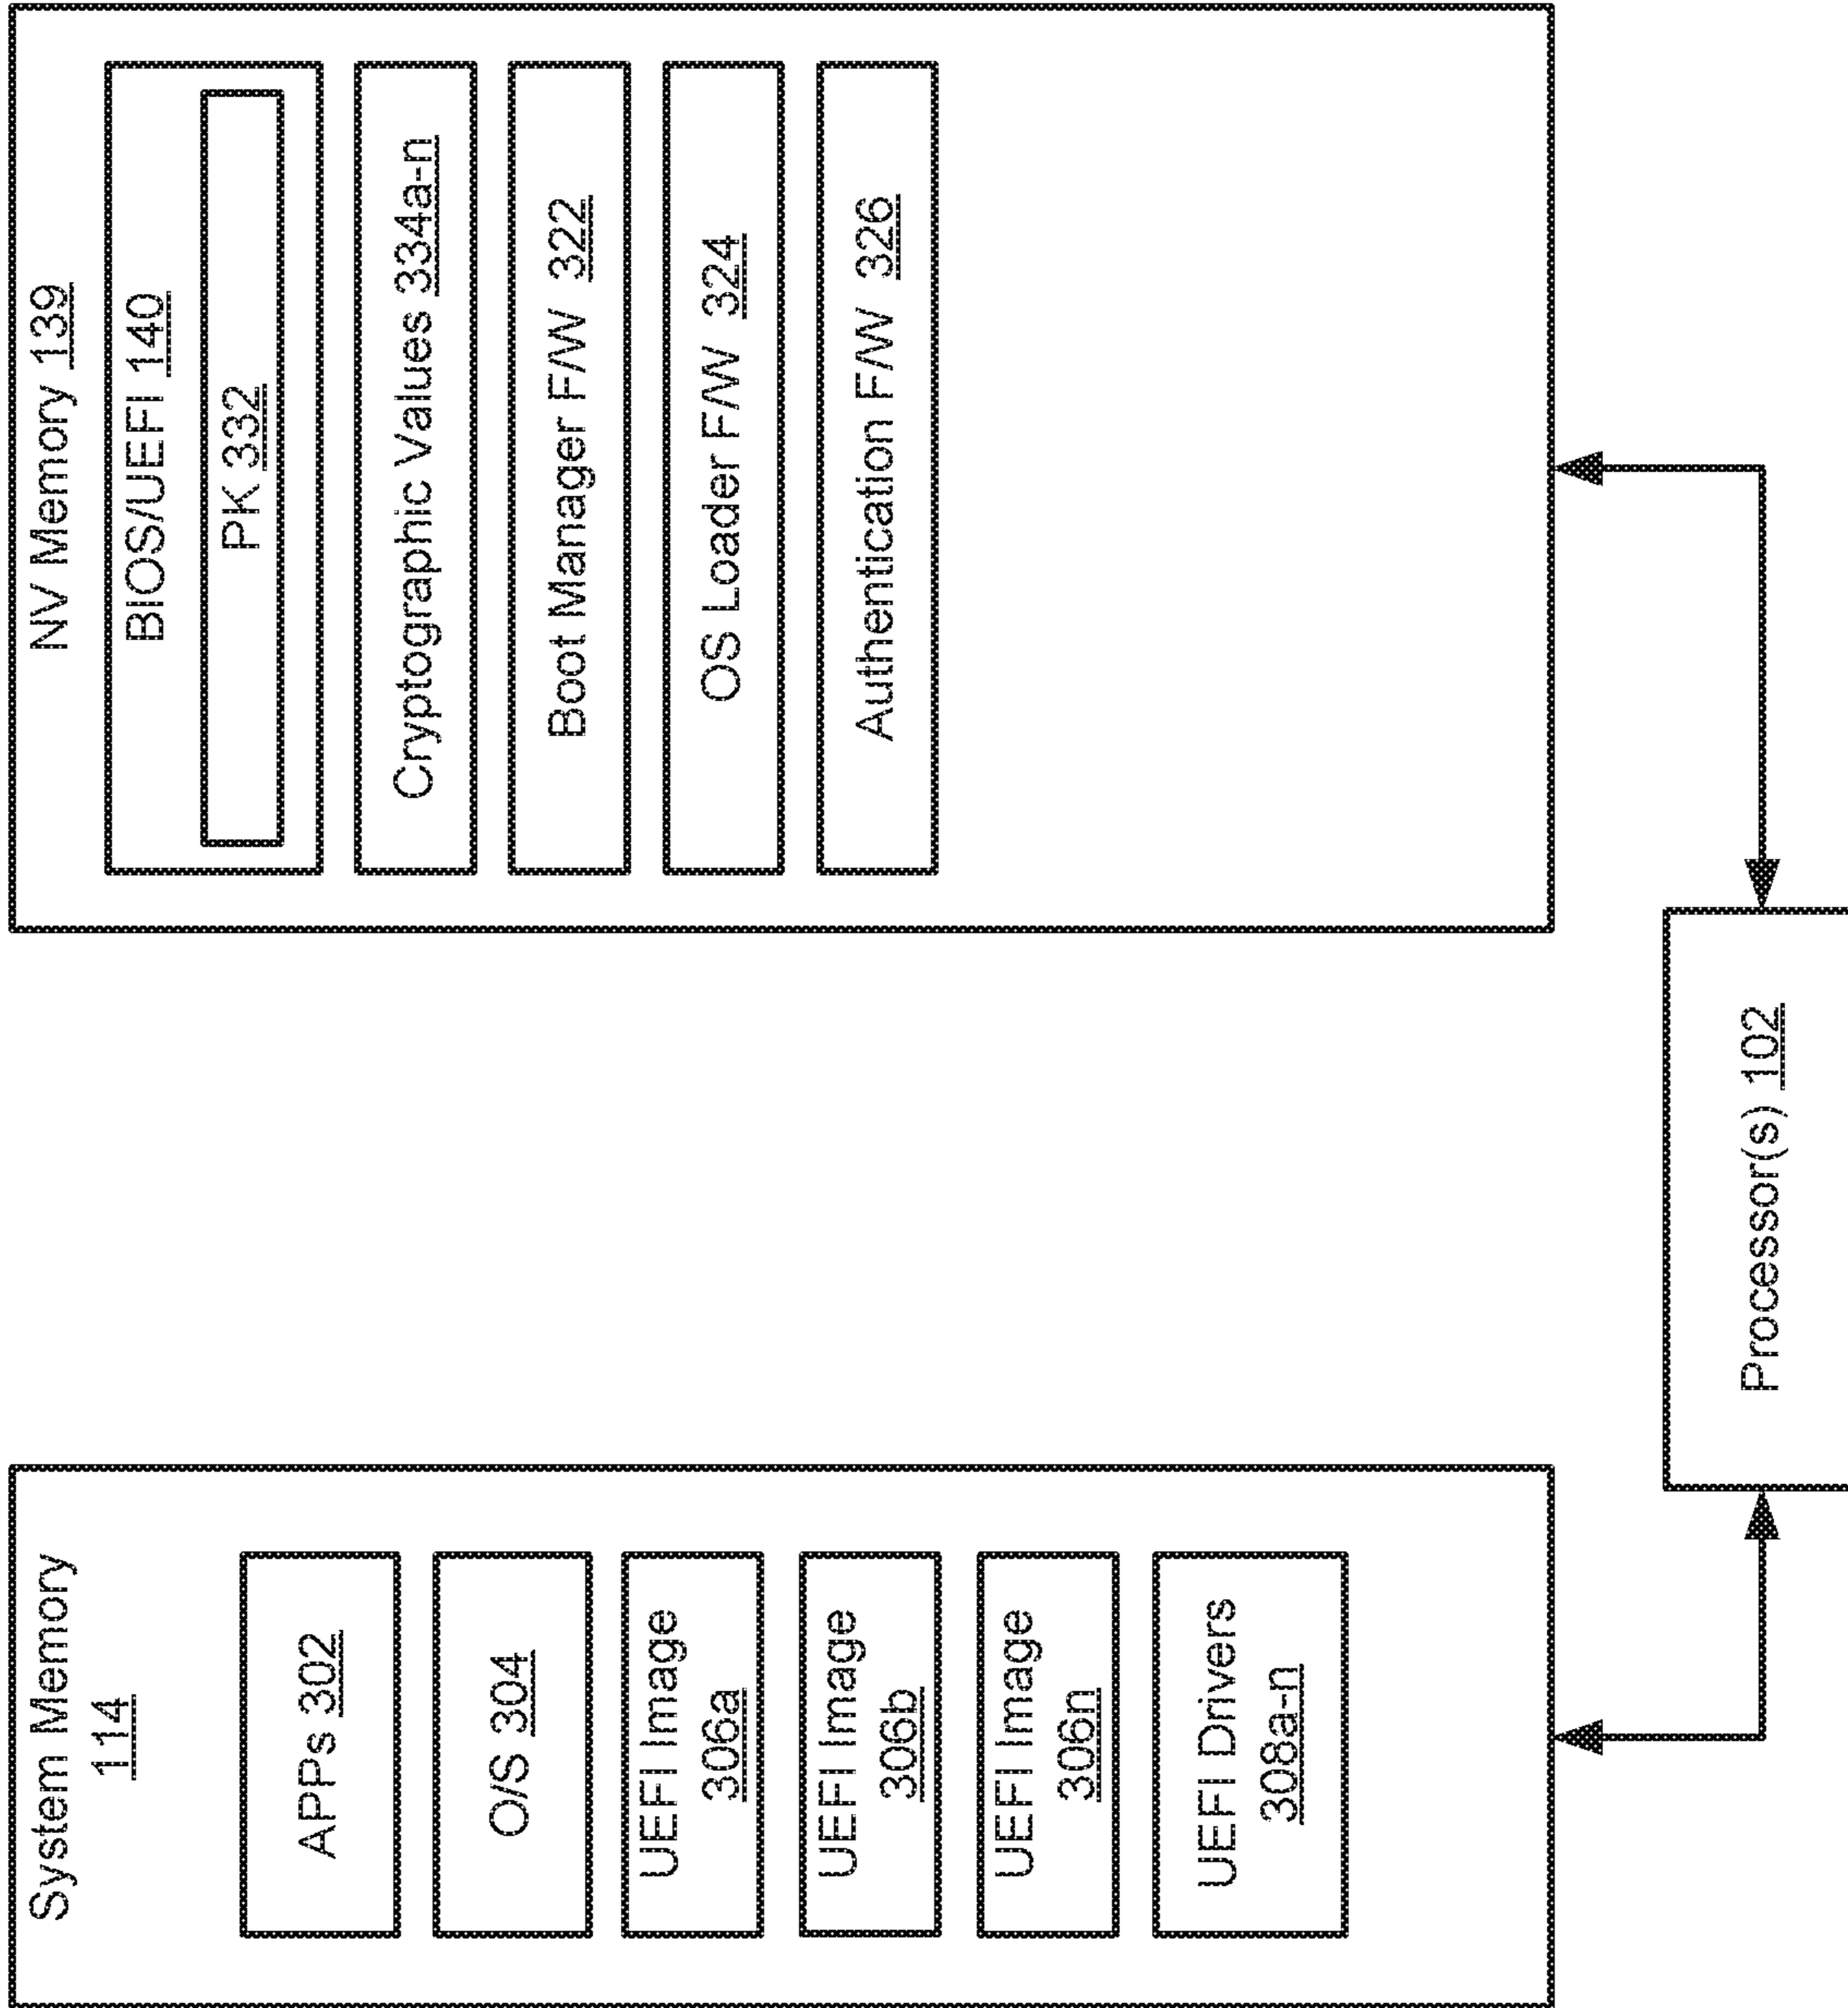 System Memory
114
APPs 302
O/S 304
UEFI Image
306a
UEFI Image
306b
UEFI Image
306n
UEFI Drivers
308a-n
NV Memory 139
BIOS/UEFI 140
PK 332
Cryptographic Values 334a-n
Boot Manager F/W 322
OS Loader F/W 324
Authentication F/W 326
Processor(s) 102